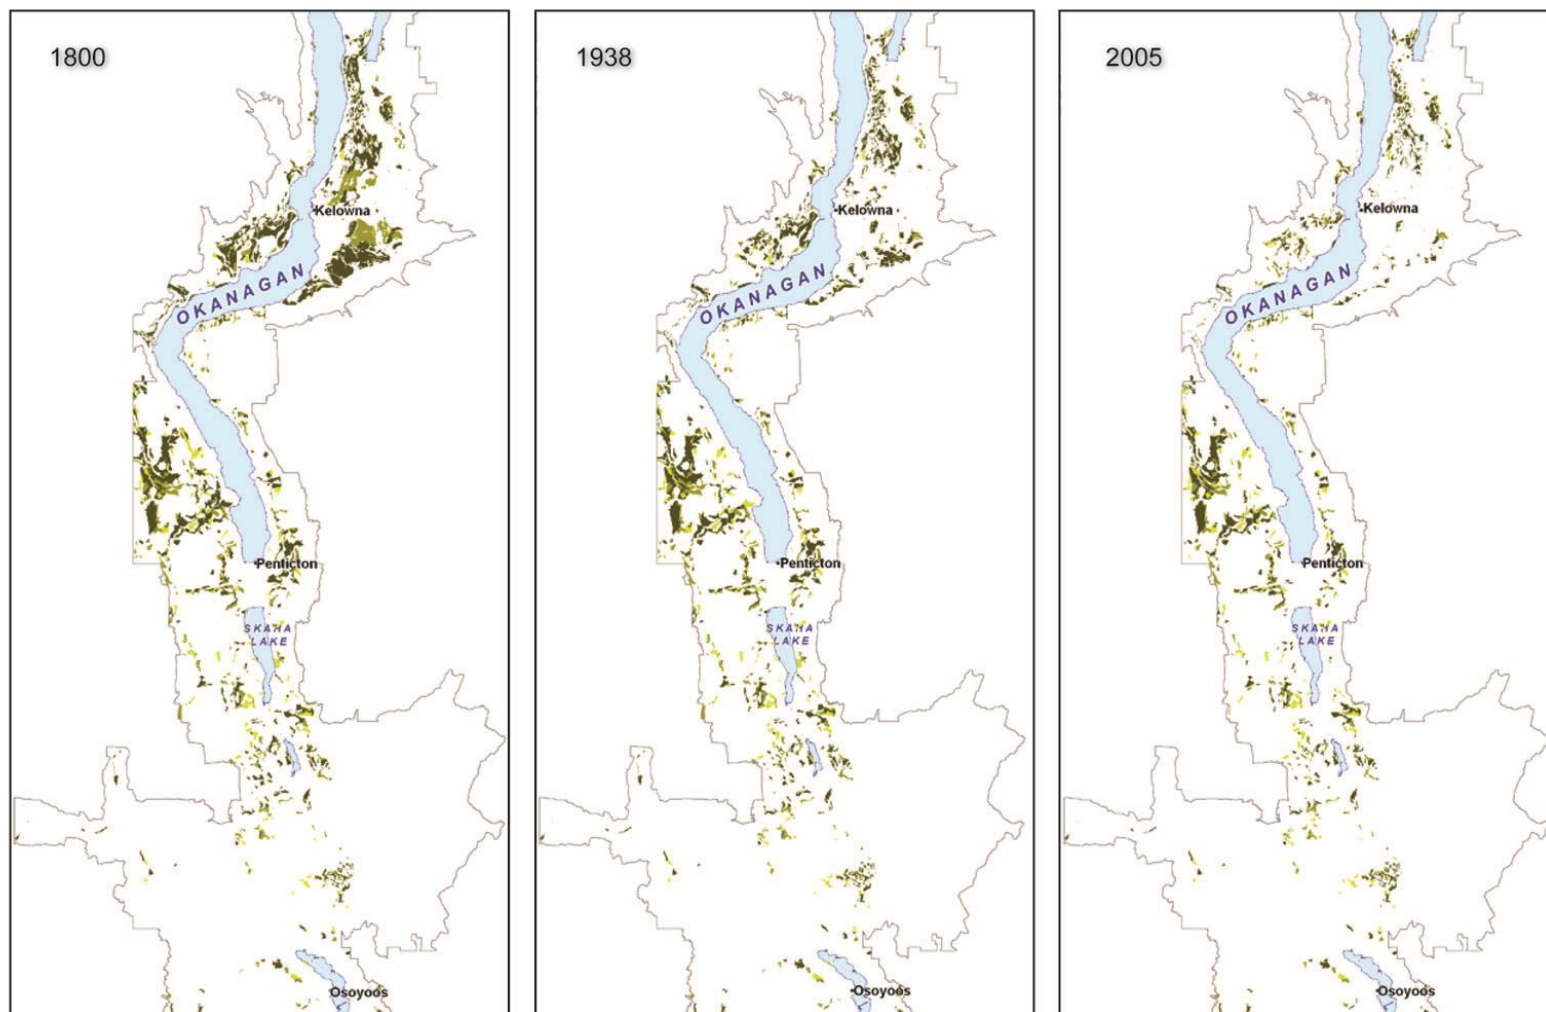 1800
Kelowna
OKANAGAN
Penticton
SKAHA
LAKE
Osoyoos
1938
Kelowna
OKANAGAN
Penticton
SKAHA
LAKE
Osoyoos
2005
Kelowna
OKANAGAN
Penticton
SKAHA
LAKE
Osoyoos